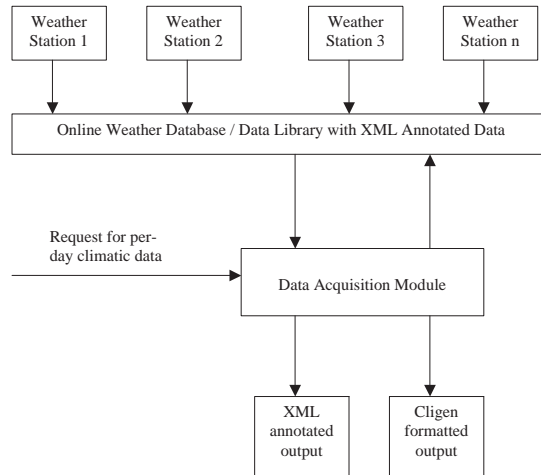 Weather
Station 1
Weather
Station 2
Weather
Station 3
Weather
Station n
Online Weather Database / Data Library with XML Annotated Data
Request for per-
day climatic data
Data Acquisition Module
XML
annotated
output
Cligen
formatted
output